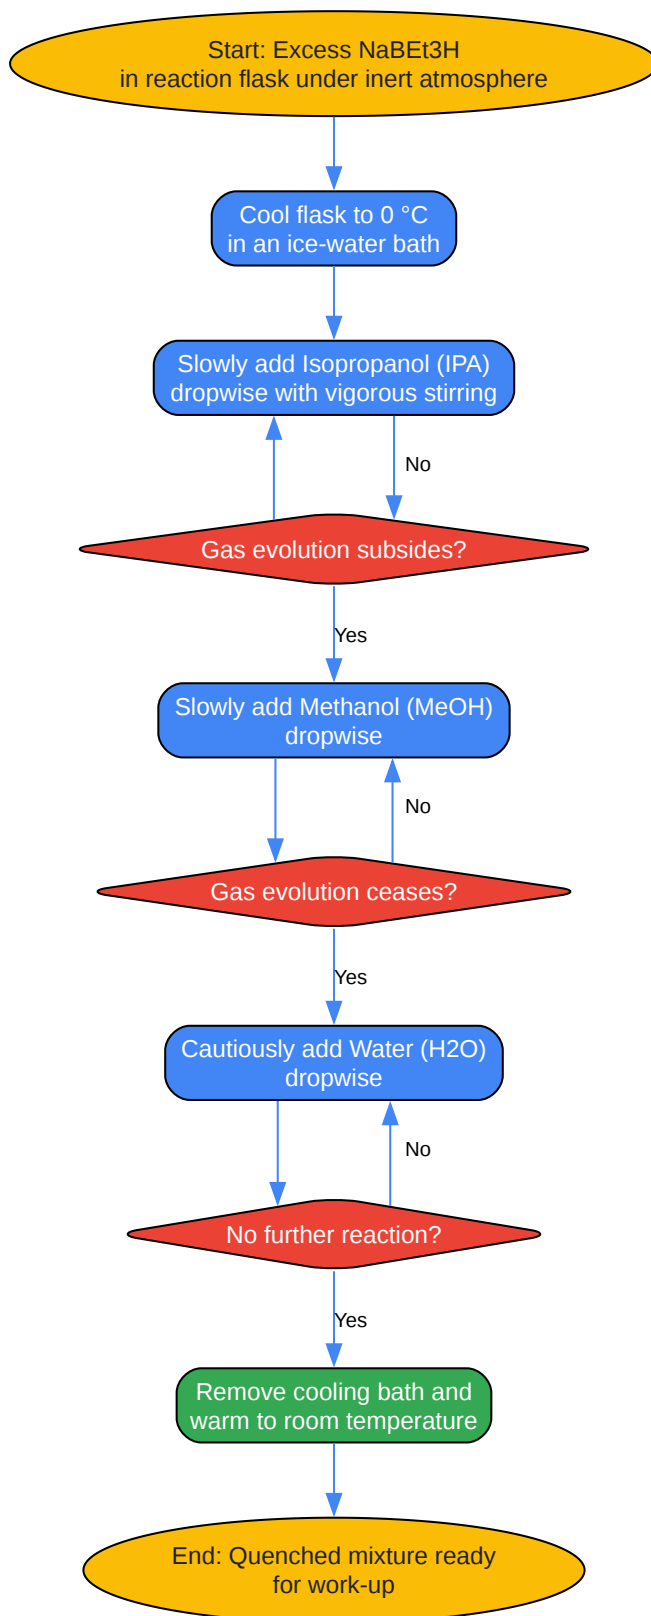 Start: Excess NaBEt3H
in reaction flask under inert atmosphere
Cool flask to 0 °C
in an ice-water bath
Slowly add Isopropanol (IPA)
dropwise with vigorous stirring
No
Gas evolution subsides?
Yes
Slowly add Methanol (MeOH)
dropwise
No
Gas evolution ceases?
Yes
Cautiously add Water (H2O)
dropwise
No
No further reaction?
Yes
Remove cooling bath and
warm to room temperature
End: Quenched mixture ready
for work-up